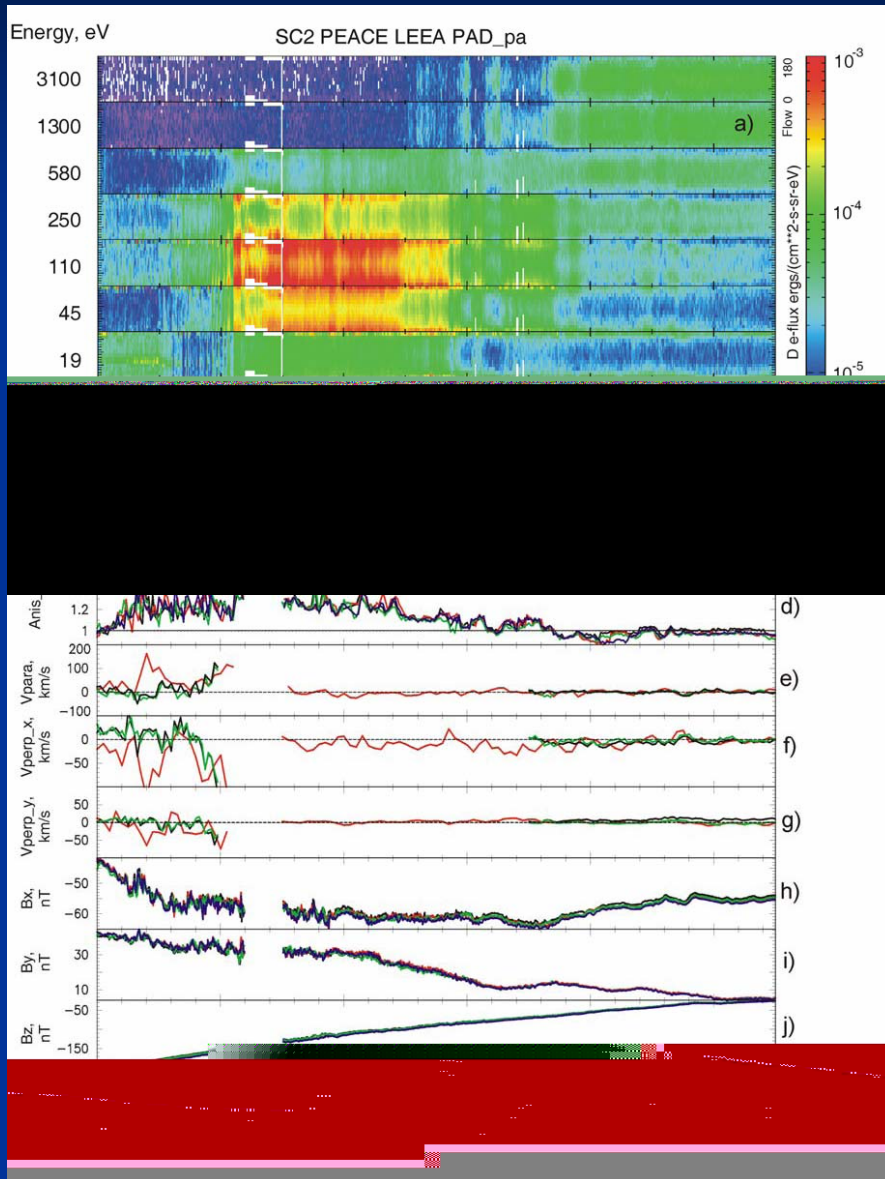 Energy, eV
SC2 PEACE LEEA PAD_pa
3100
1300
580
250
110
45
19
a)
Flow 0 180
D e-flux ergs/(cm**2-s-sr-eV)
10-3
10-4
10-5
Anis_
1.2
1
d)
Vpara,
km/s
200
100
0
-100
e)
Vperp_x,
km/s
0
-50
f)
Vperp_y,
km/s
50
0
-50
g)
Bx,
nT
-50
-60
h)
By,
nT
30
10
i)
Bz,
nT
-50
-150
j)